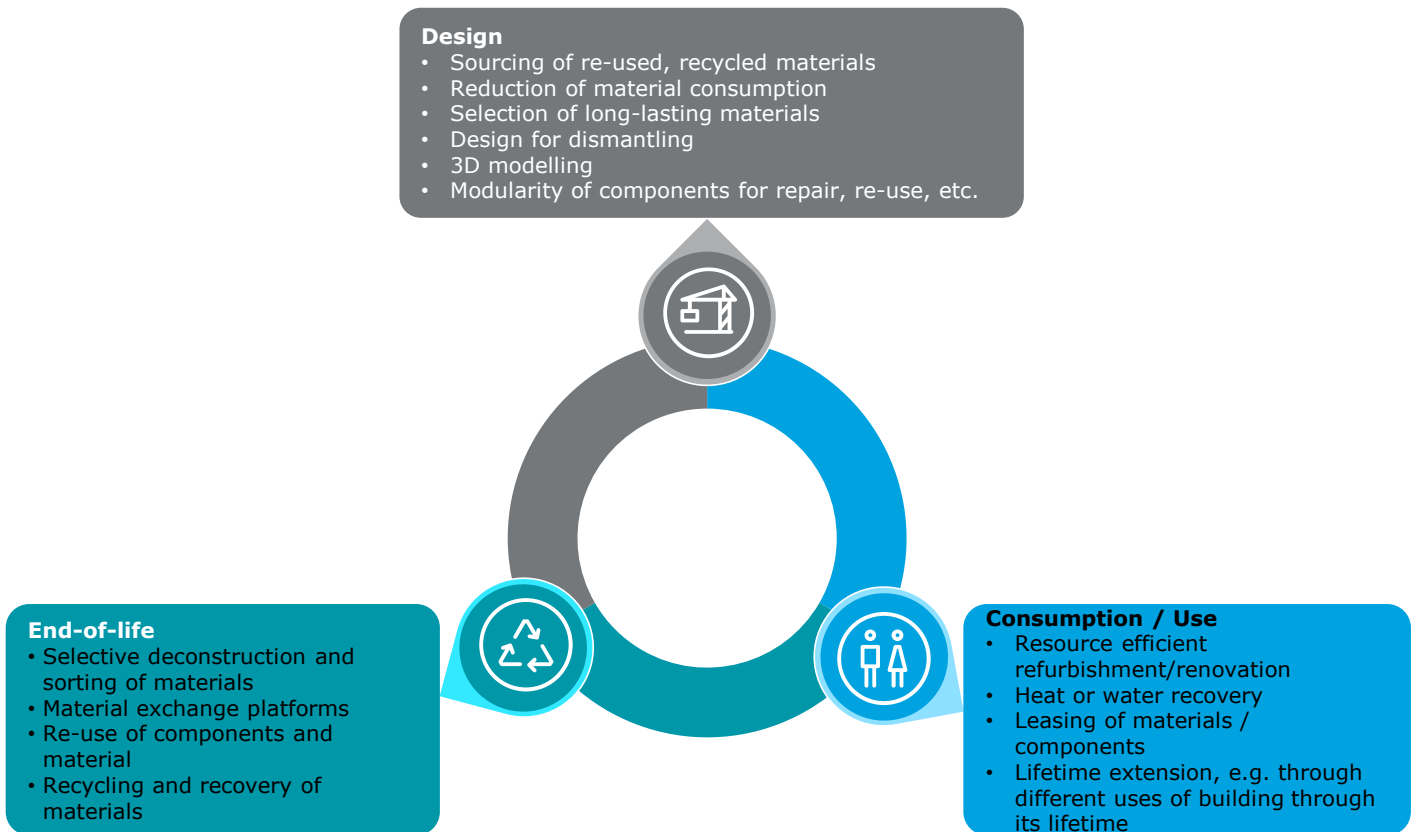 Design
• Sourcing of re-used, recycled materials
• Reduction of material consumption
• Selection of long-lasting materials
• Design for dismantling
• 3D modelling
• Modularity of components for repair, re-use, etc.
End-of-life
• Selective deconstruction and
sorting of materials
• Material exchange platforms
• Re-use of components and
material
• Recycling and recovery of
materials
Consumption / Use
• Resource efficient
refurbishment/renovation
• Heat or water recovery
• Leasing of materials /
components
• Lifetime extension, e.g. through
different uses of building through
its lifetime